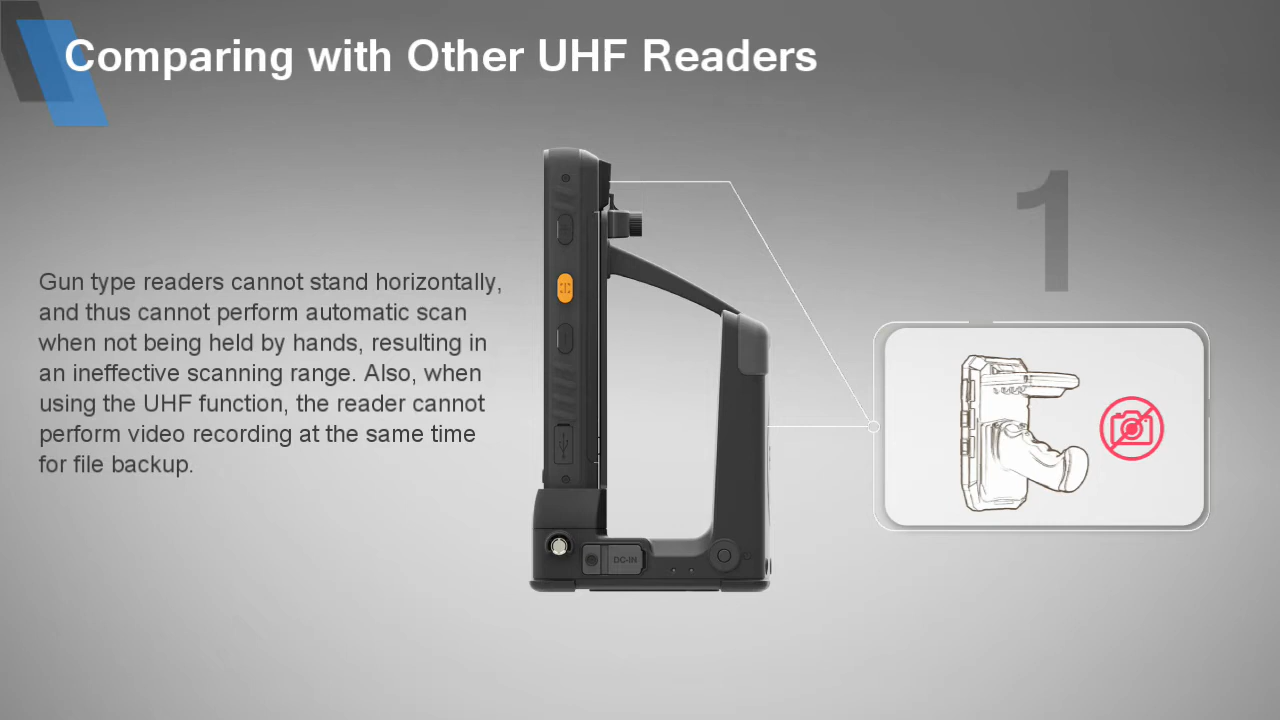 Comparing with Other UHF Readers
1
Gun type readers cannot stand horizontally,
and thus cannot perform automatic scan
when not being held by hands, resulting in
an ineffective scanning range. Also, when
using the UHF function, the reader cannot
perform video recording at the same time
for file backup.
DC-IN